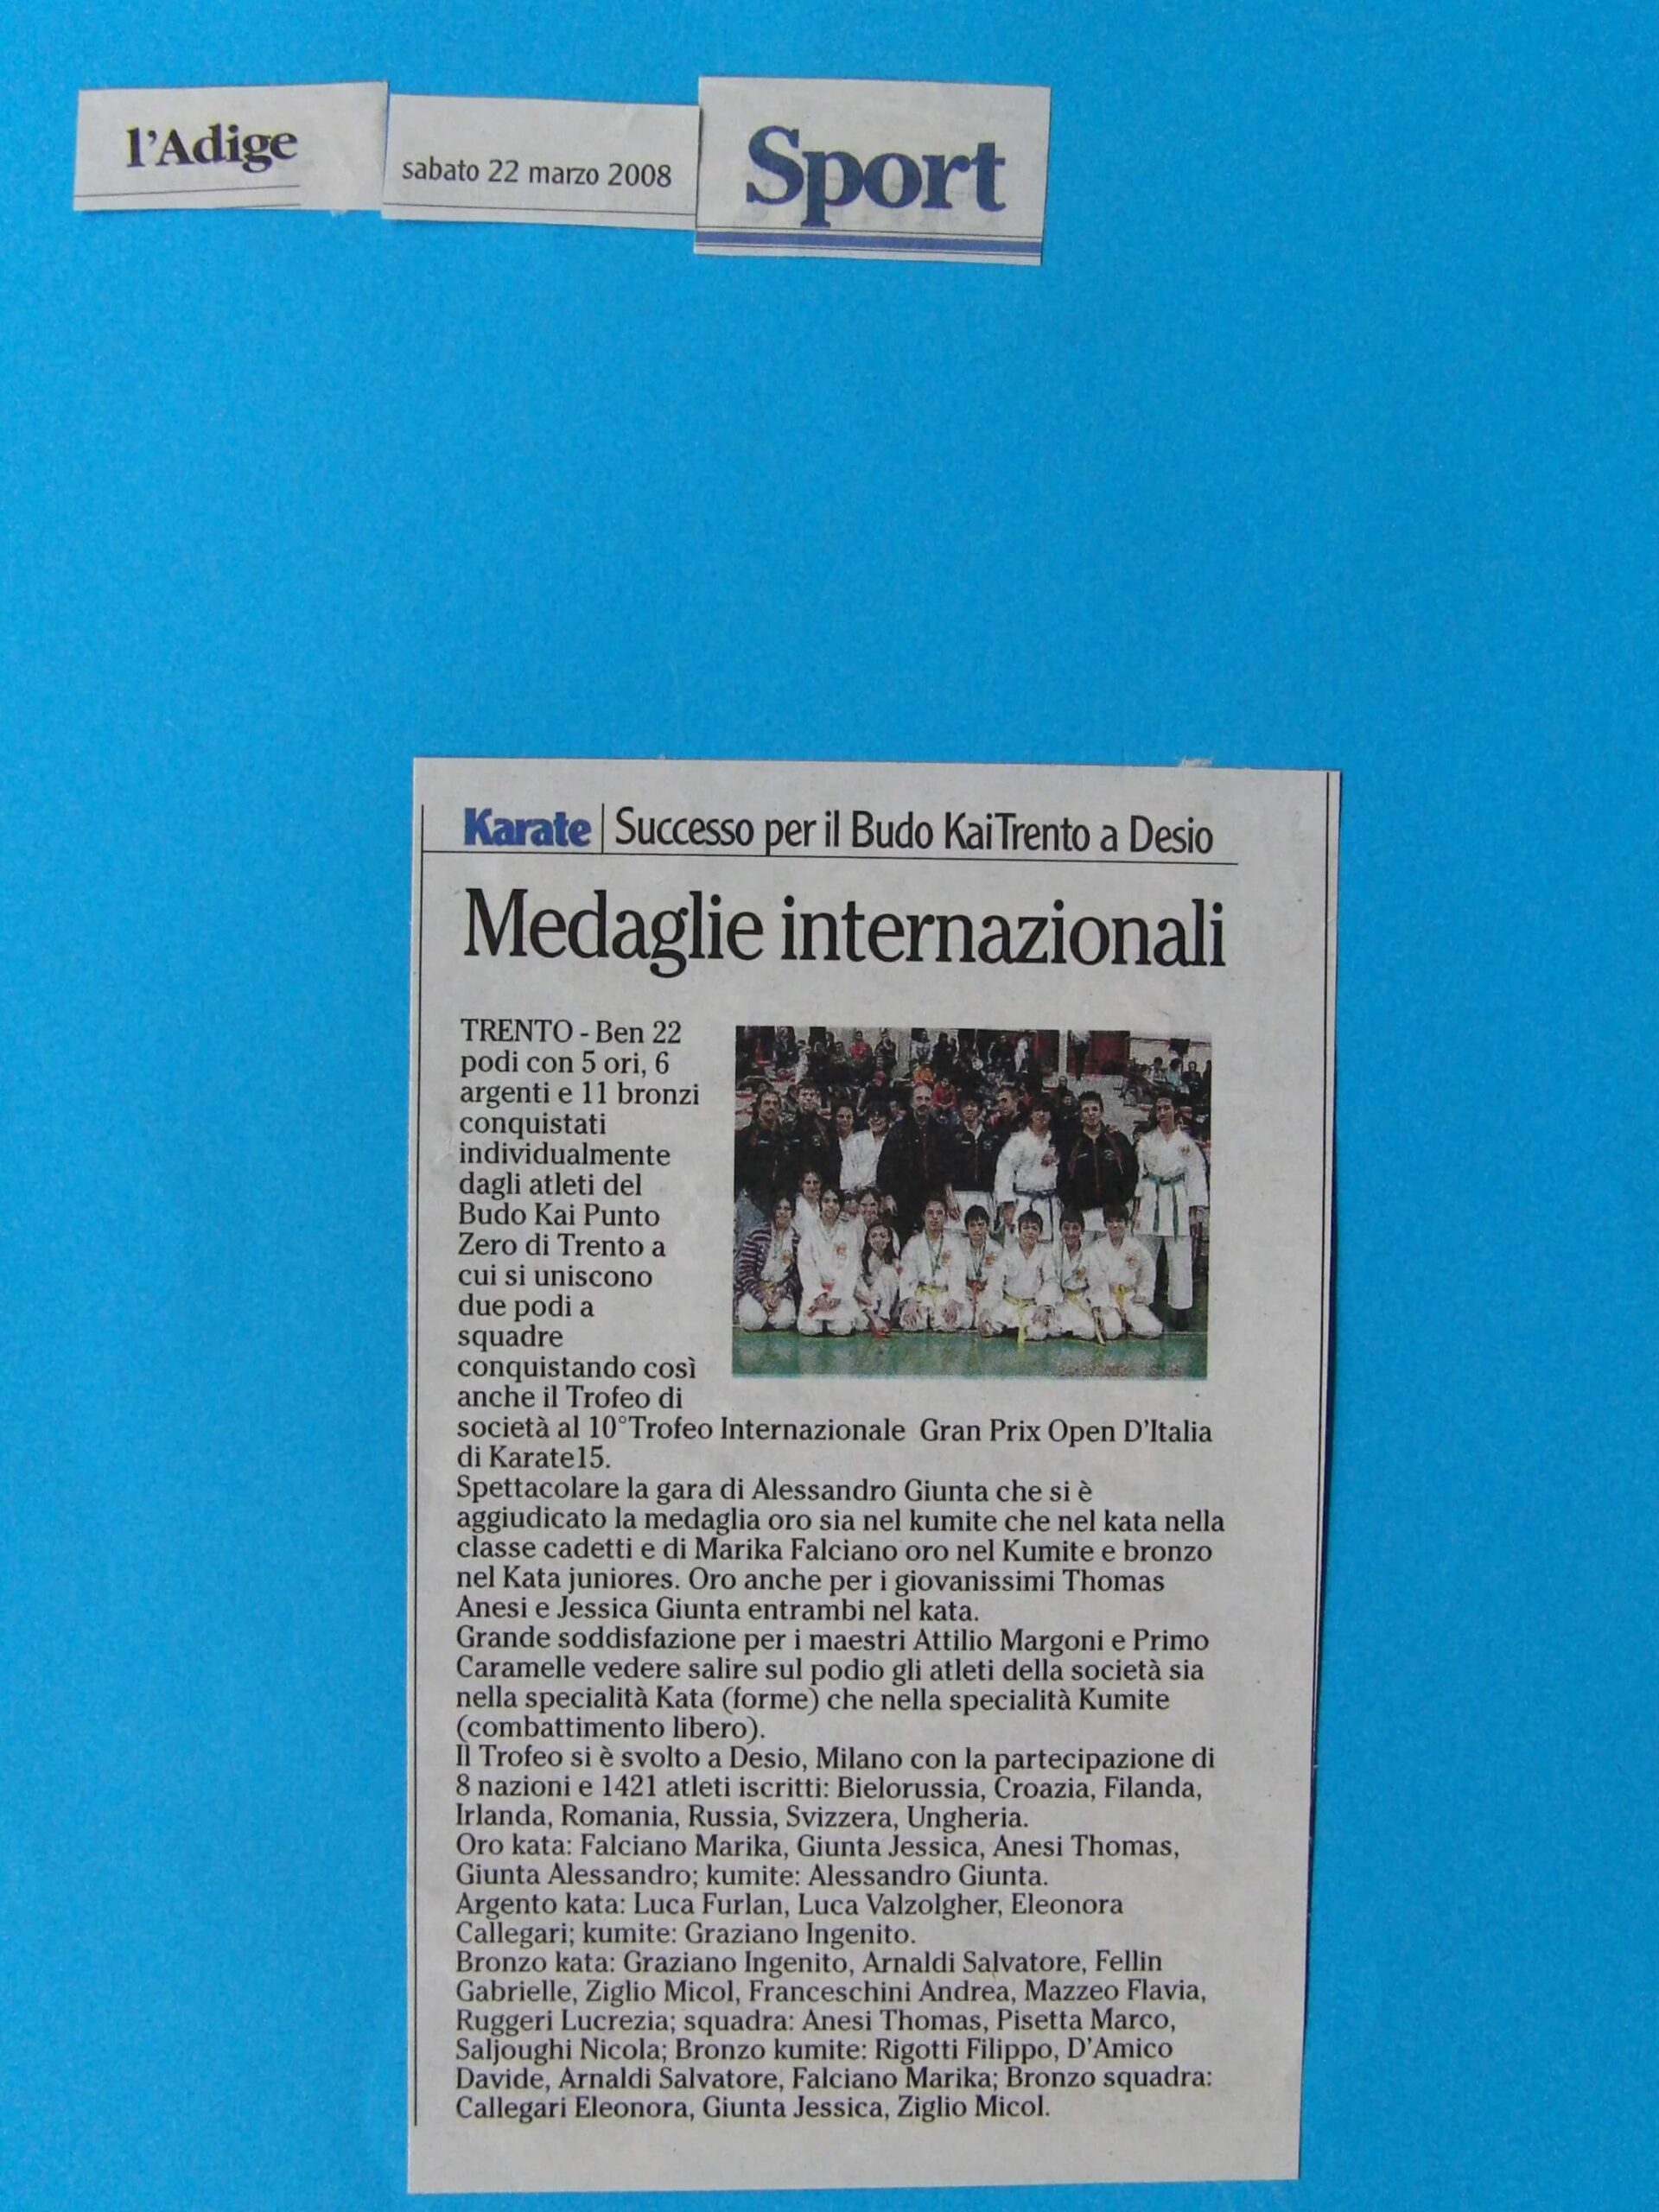 l'Adige
sabato 22 marzo 2008
Sport
Karate | Successo per il Budo KaiTrento a Desio
Medaglie internazionali
TRENTO - Ben 22
podi con 5 ori, 6
argenti e 11 bronzi
conquistati
individualmente
dagli atleti del
Budo Kai Punto
Zero di Trento a
cui si uniscono
due podi a
squadre
conquistando così
anche il Trofeo di
società al 10°Trofeo Internazionale Gran Prix Open D'Italia
di Karate15.
Spettacolare la gara di Alessandro Giunta che si è
aggiudicato la medaglia oro sia nel kumite che nel kata nella
classe cadetti e di Marika Falciano oro nel Kumite e bronzo
nel Kata juniores. Oro anche per i giovanissimi Thomas
Anesi e Jessica Giunta entrambi nel kata.
Grande soddisfazione per i maestri Attilio Margoni e Primo
Caramelle vedere salire sul podio gli atleti della società sia
nella specialità Kata (forme) che nella specialità Kumite
(combattimento libero).
Il Trofeo si è svolto a Desio, Milano con la partecipazione di
8 nazioni e 1421 atleti iscritti: Bielorussia, Croazia, Filanda,
Irlanda, Romania, Russia, Svizzera, Ungheria.
Oro kata: Falciano Marika, Giunta Jessica, Anesi Thomas,
Giunta Alessandro; kumite: Alessandro Giunta.
Argento kata: Luca Furlan, Luca Valzolgher, Eleonora
Callegari; kumite: Graziano Ingenito.
Bronzo kata: Graziano Ingenito, Arnaldi Salvatore, Fellin
Gabrielle, Ziglio Micol, Franceschini Andrea, Mazzeo Flavia,
Ruggeri Lucrezia; squadra: Anesi Thomas, Pisetta Marco,
Saljoughi Nicola; Bronzo kumite: Rigotti Filippo, D'Amico
Davide, Arnaldi Salvatore, Falciano Marika; Bronzo squadra:
Callegari Eleonora, Giunta Jessica, Ziglio Micol.